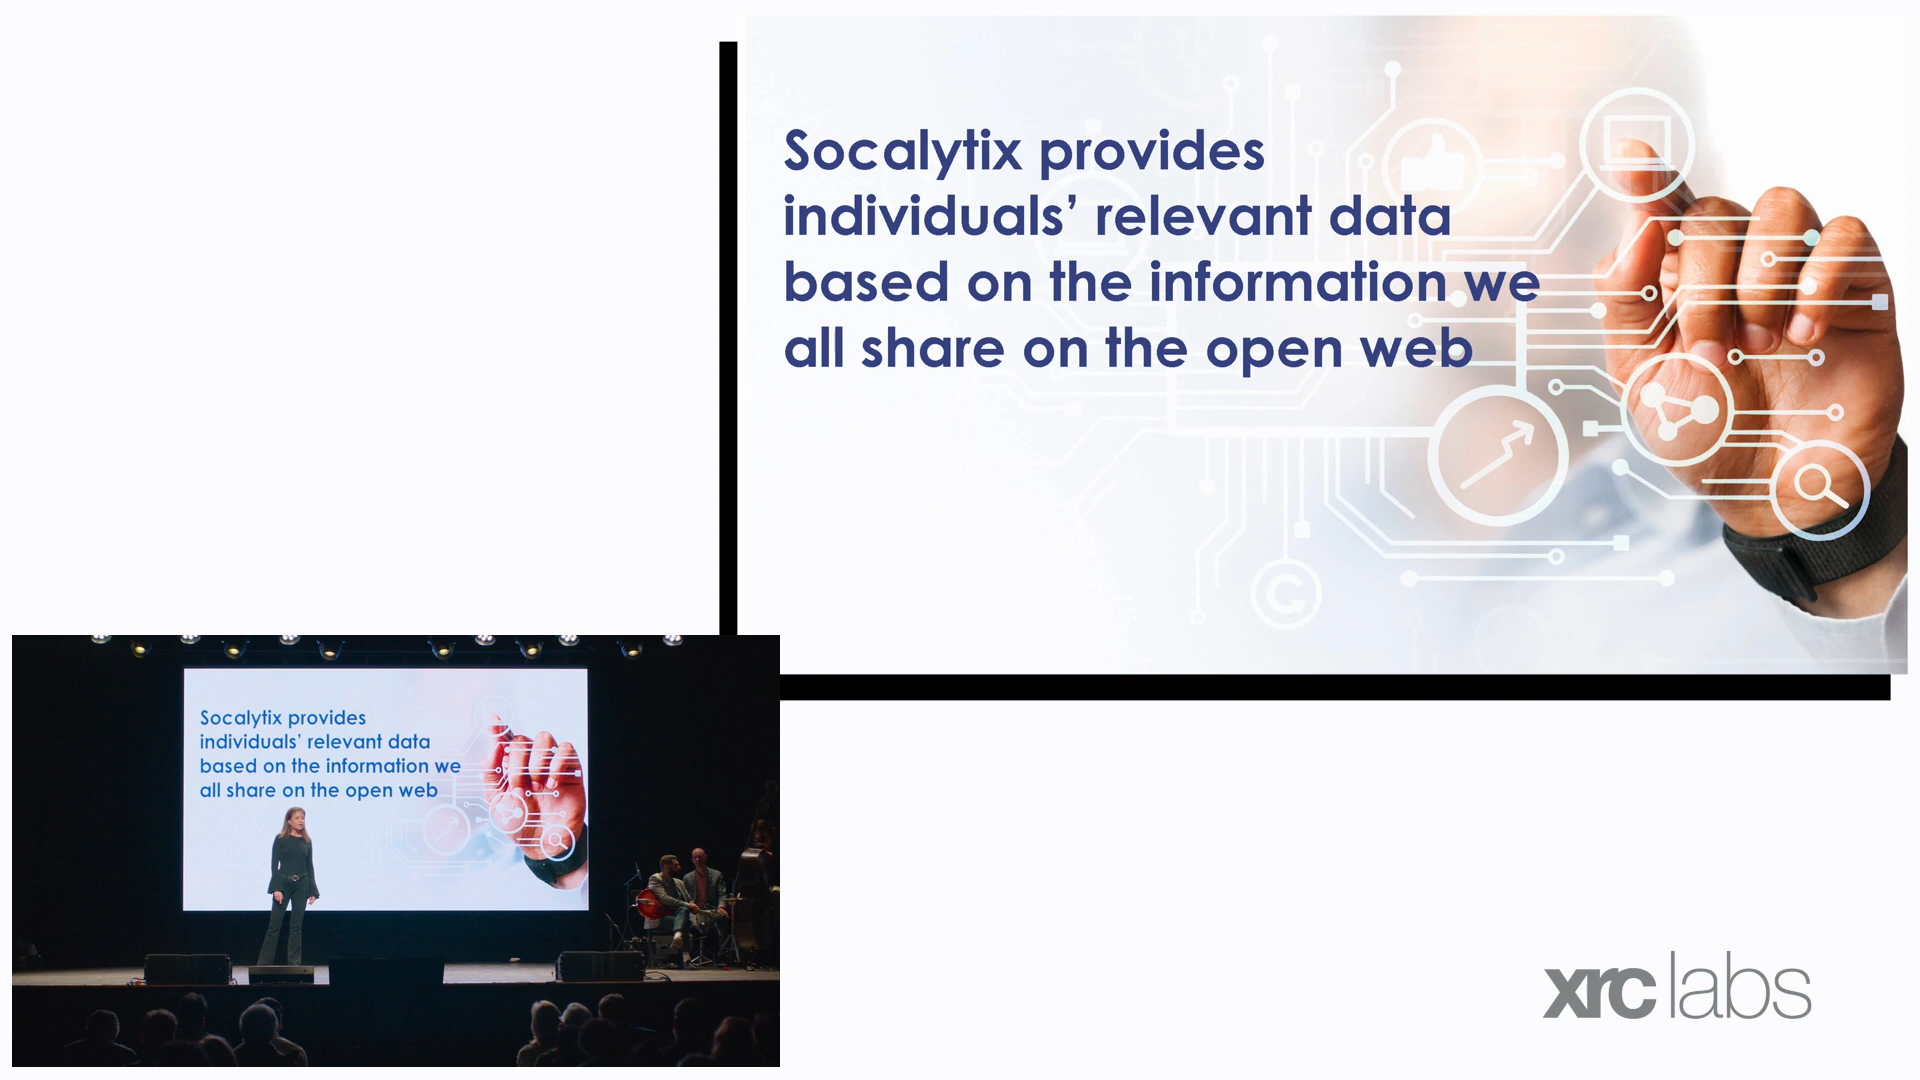 Socalytix provides
individuals’ relevant data
based on the information we
all share on the open web
Socalytix provides
individuals’ relevant data
based on the information we
all share on the open web
xrc labs